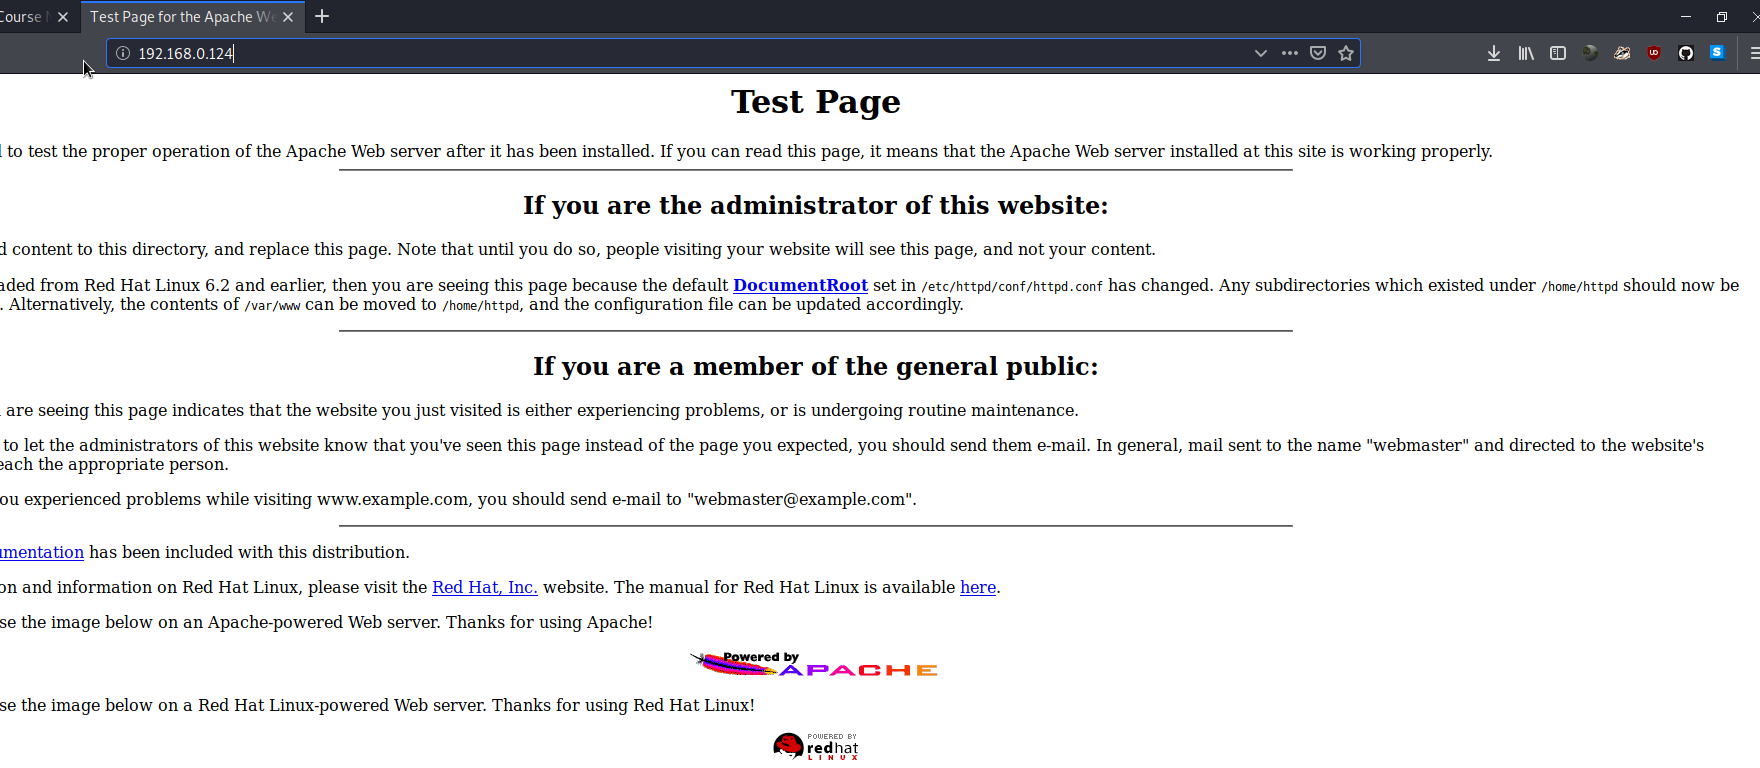 Course
Test Page for the Apache We
192.168.0.124
Test Page
to test the proper operation of the Apache Web server after it has been installed. If you can read this page, it means that the Apache Web server installed at this site is working properly.
If you are the administrator of this website:
content to this directory, and replace this page. Note that until you do so, people visiting your website will see this page, and not your content.
aded from Red Hat Linux 6.2 and earlier, then you are seeing this page because the default DocumentRoot set in /etc/httpd/conf/httpd.conf has changed. Any subdirectories which existed under /home/httpd should now be
. Alternatively, the contents of /var/www can be moved to /home/httpd, and the configuration file can be updated accordingly.
If you are a member of the general public:
are seeing this page indicates that the website you just visited is either experiencing problems, or is undergoing routine maintenance.
to let the administrators of this website know that you've seen this page instead of the page you expected, you should send them e-mail. In general, mail sent to the name "webmaster" and directed to the website's
each the appropriate person.
ou experienced problems while visiting www.example.com, you should send e-mail to "webmaster@example.com".
umentation has been included with this distribution.
on and information on Red Hat Linux, please visit the Red Hat, Inc. website. The manual for Red Hat Linux is available here.
se the image below on an Apache-powered Web server. Thanks for using Apache!
Powered by
APACHE
se the image below on a Red Hat Linux-powered Web server. Thanks for using Red Hat Linux!
POWERED BY
redhat
LINUX